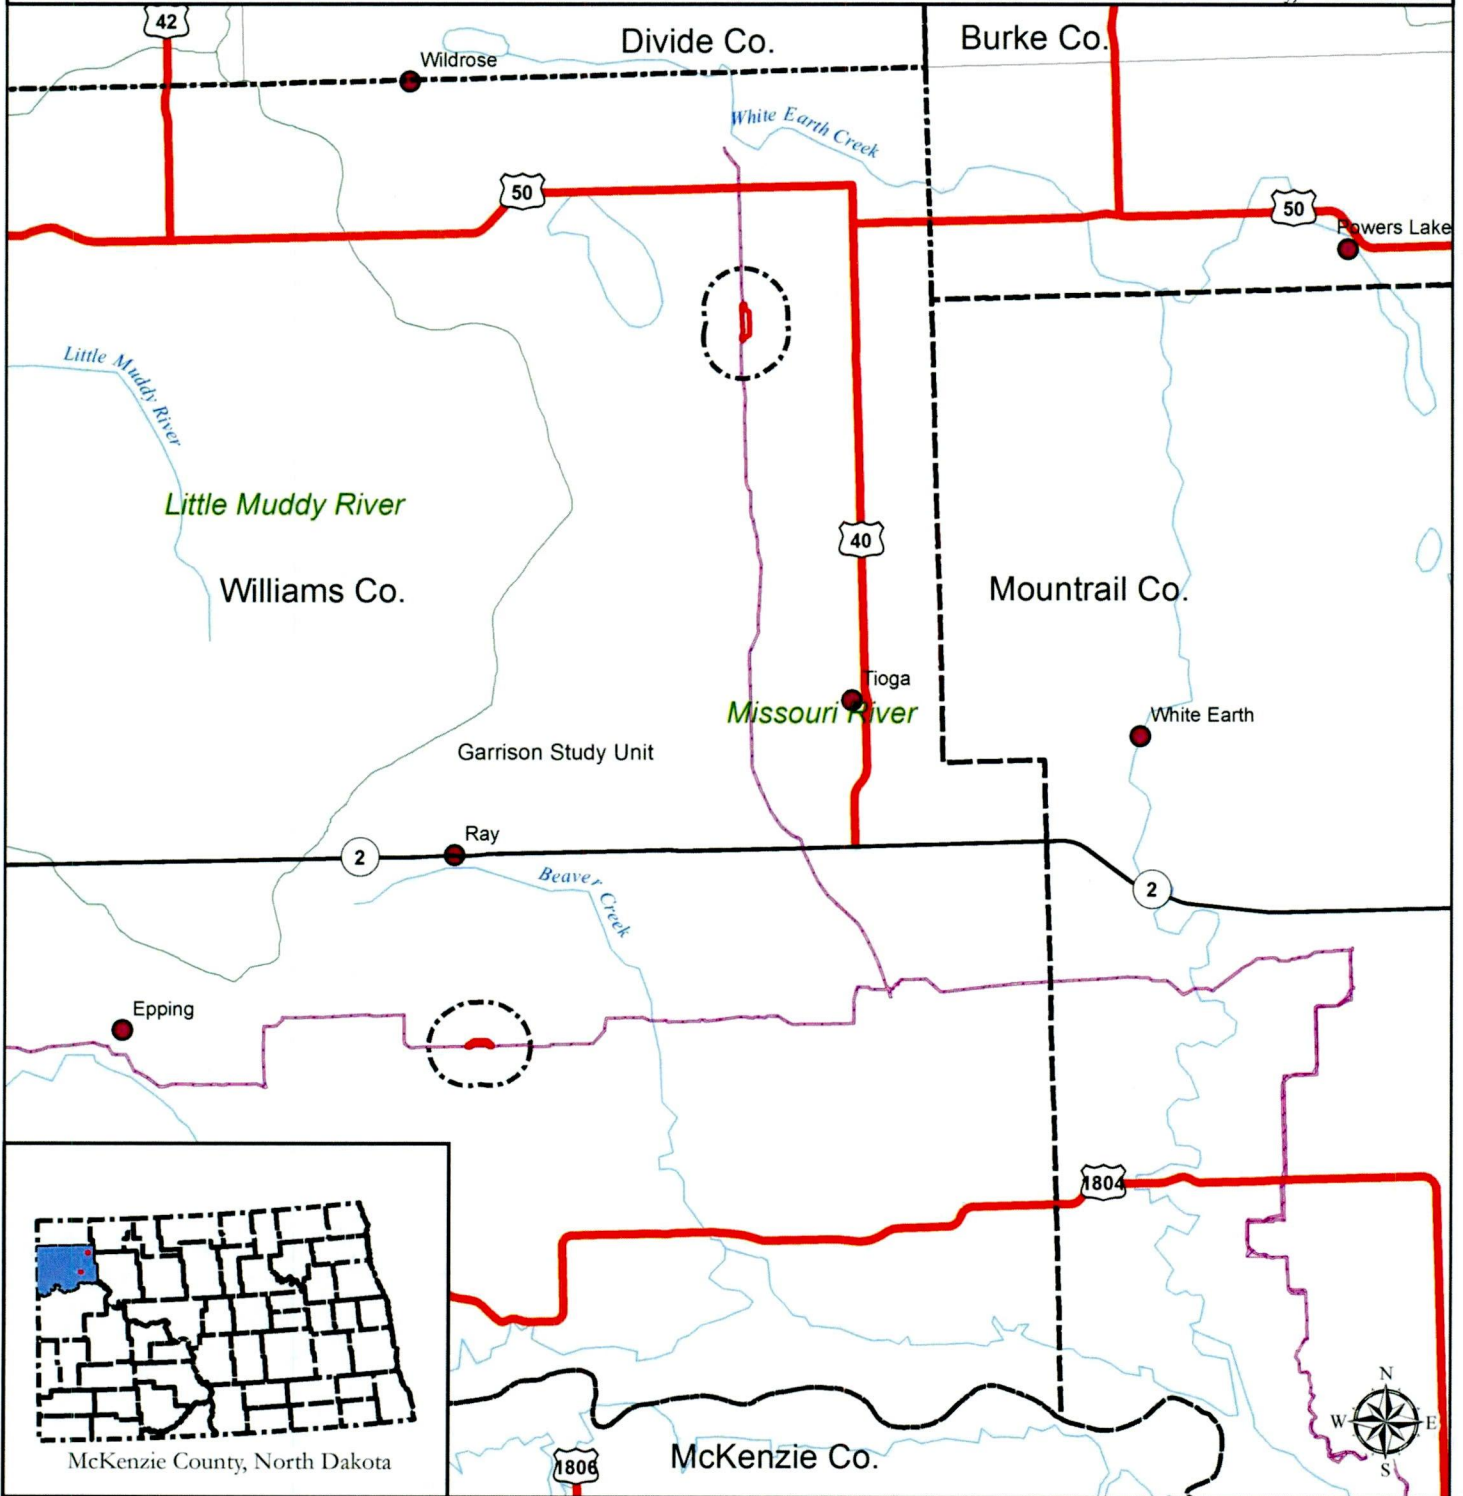 42
Divide Co.
Burke Co.
Wildrose
White Earth Creek
50
50
Powers Lake
Little Muddy River
Little Muddy River
40
Williams Co.
Mountrail Co.
Tioga
Missouri River
White Earth
Garrison Study Unit
Ray
2
Beaver Creek
2
Epping
1804
N
W
E
S
McKenzie Co.
McKenzie County, North Dakota
1806